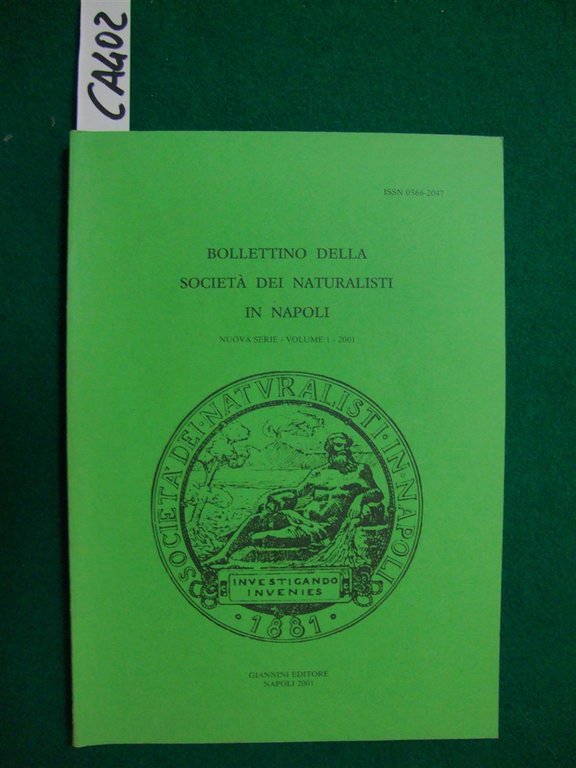 CA402
ISSN 0366-2047
BOLLETTINO DELLA
SOCIETÀ DEI NATURALISTI
IN NAPOLI
NUOVA SERIE - VOLUME 1 - 2001
SOCIETA' DEI · NATVRALISTI · IN · NAPOLI
INVESTIGANDO
INVENIES
· 1881 ·
GIANNINI EDITORE
NAPOLI 2001